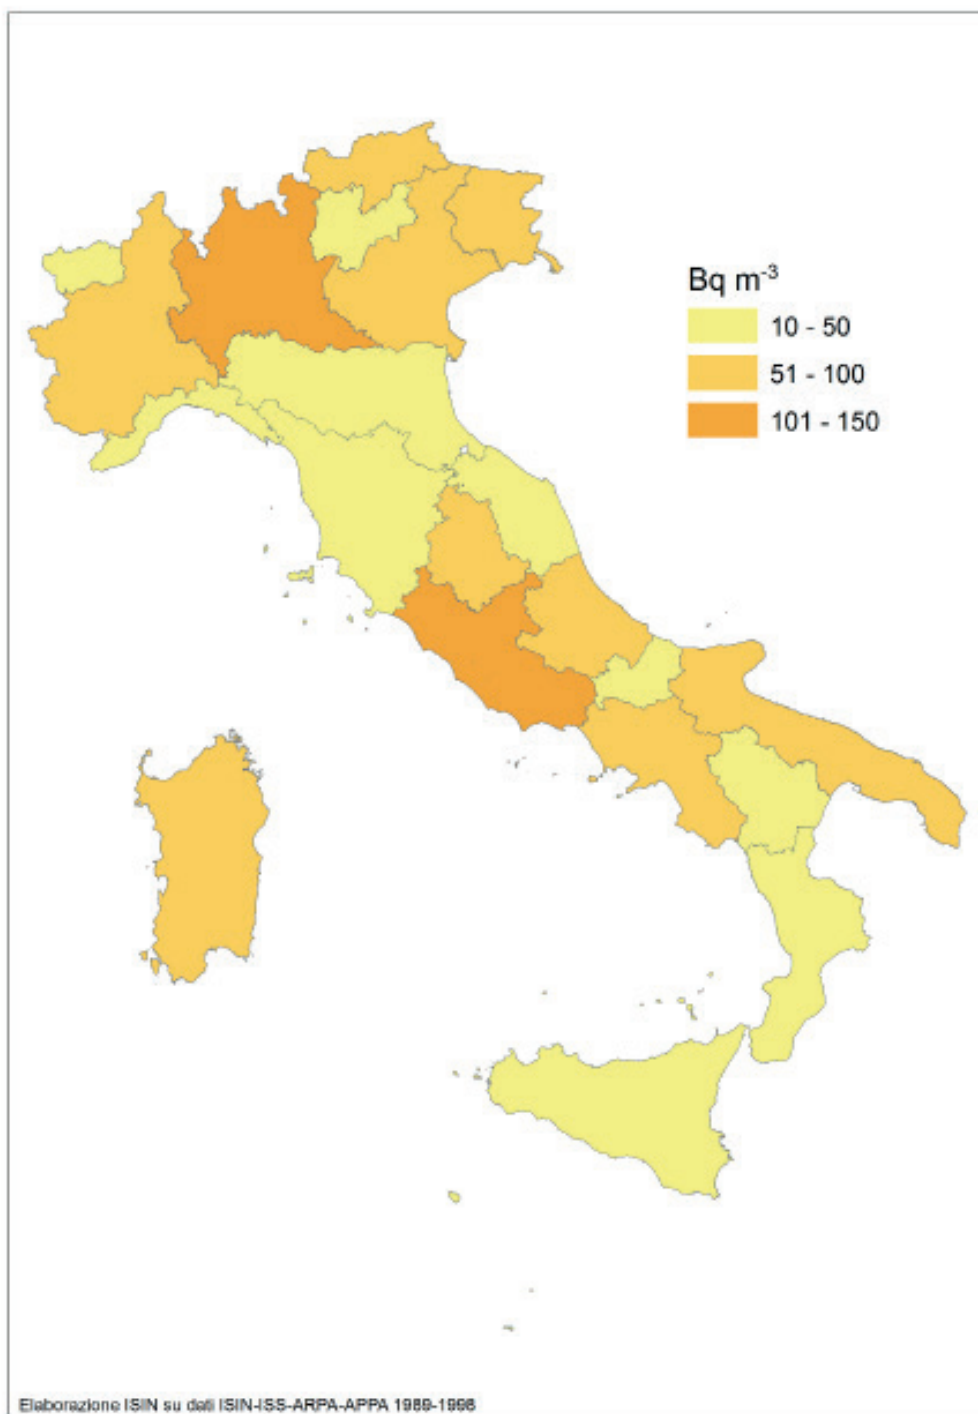 Bq m⁻³
10 - 50
51 - 100
101 - 150
Elaborazione ISIN su dati ISIN-ISS-ARPA-APPA 1989-1998